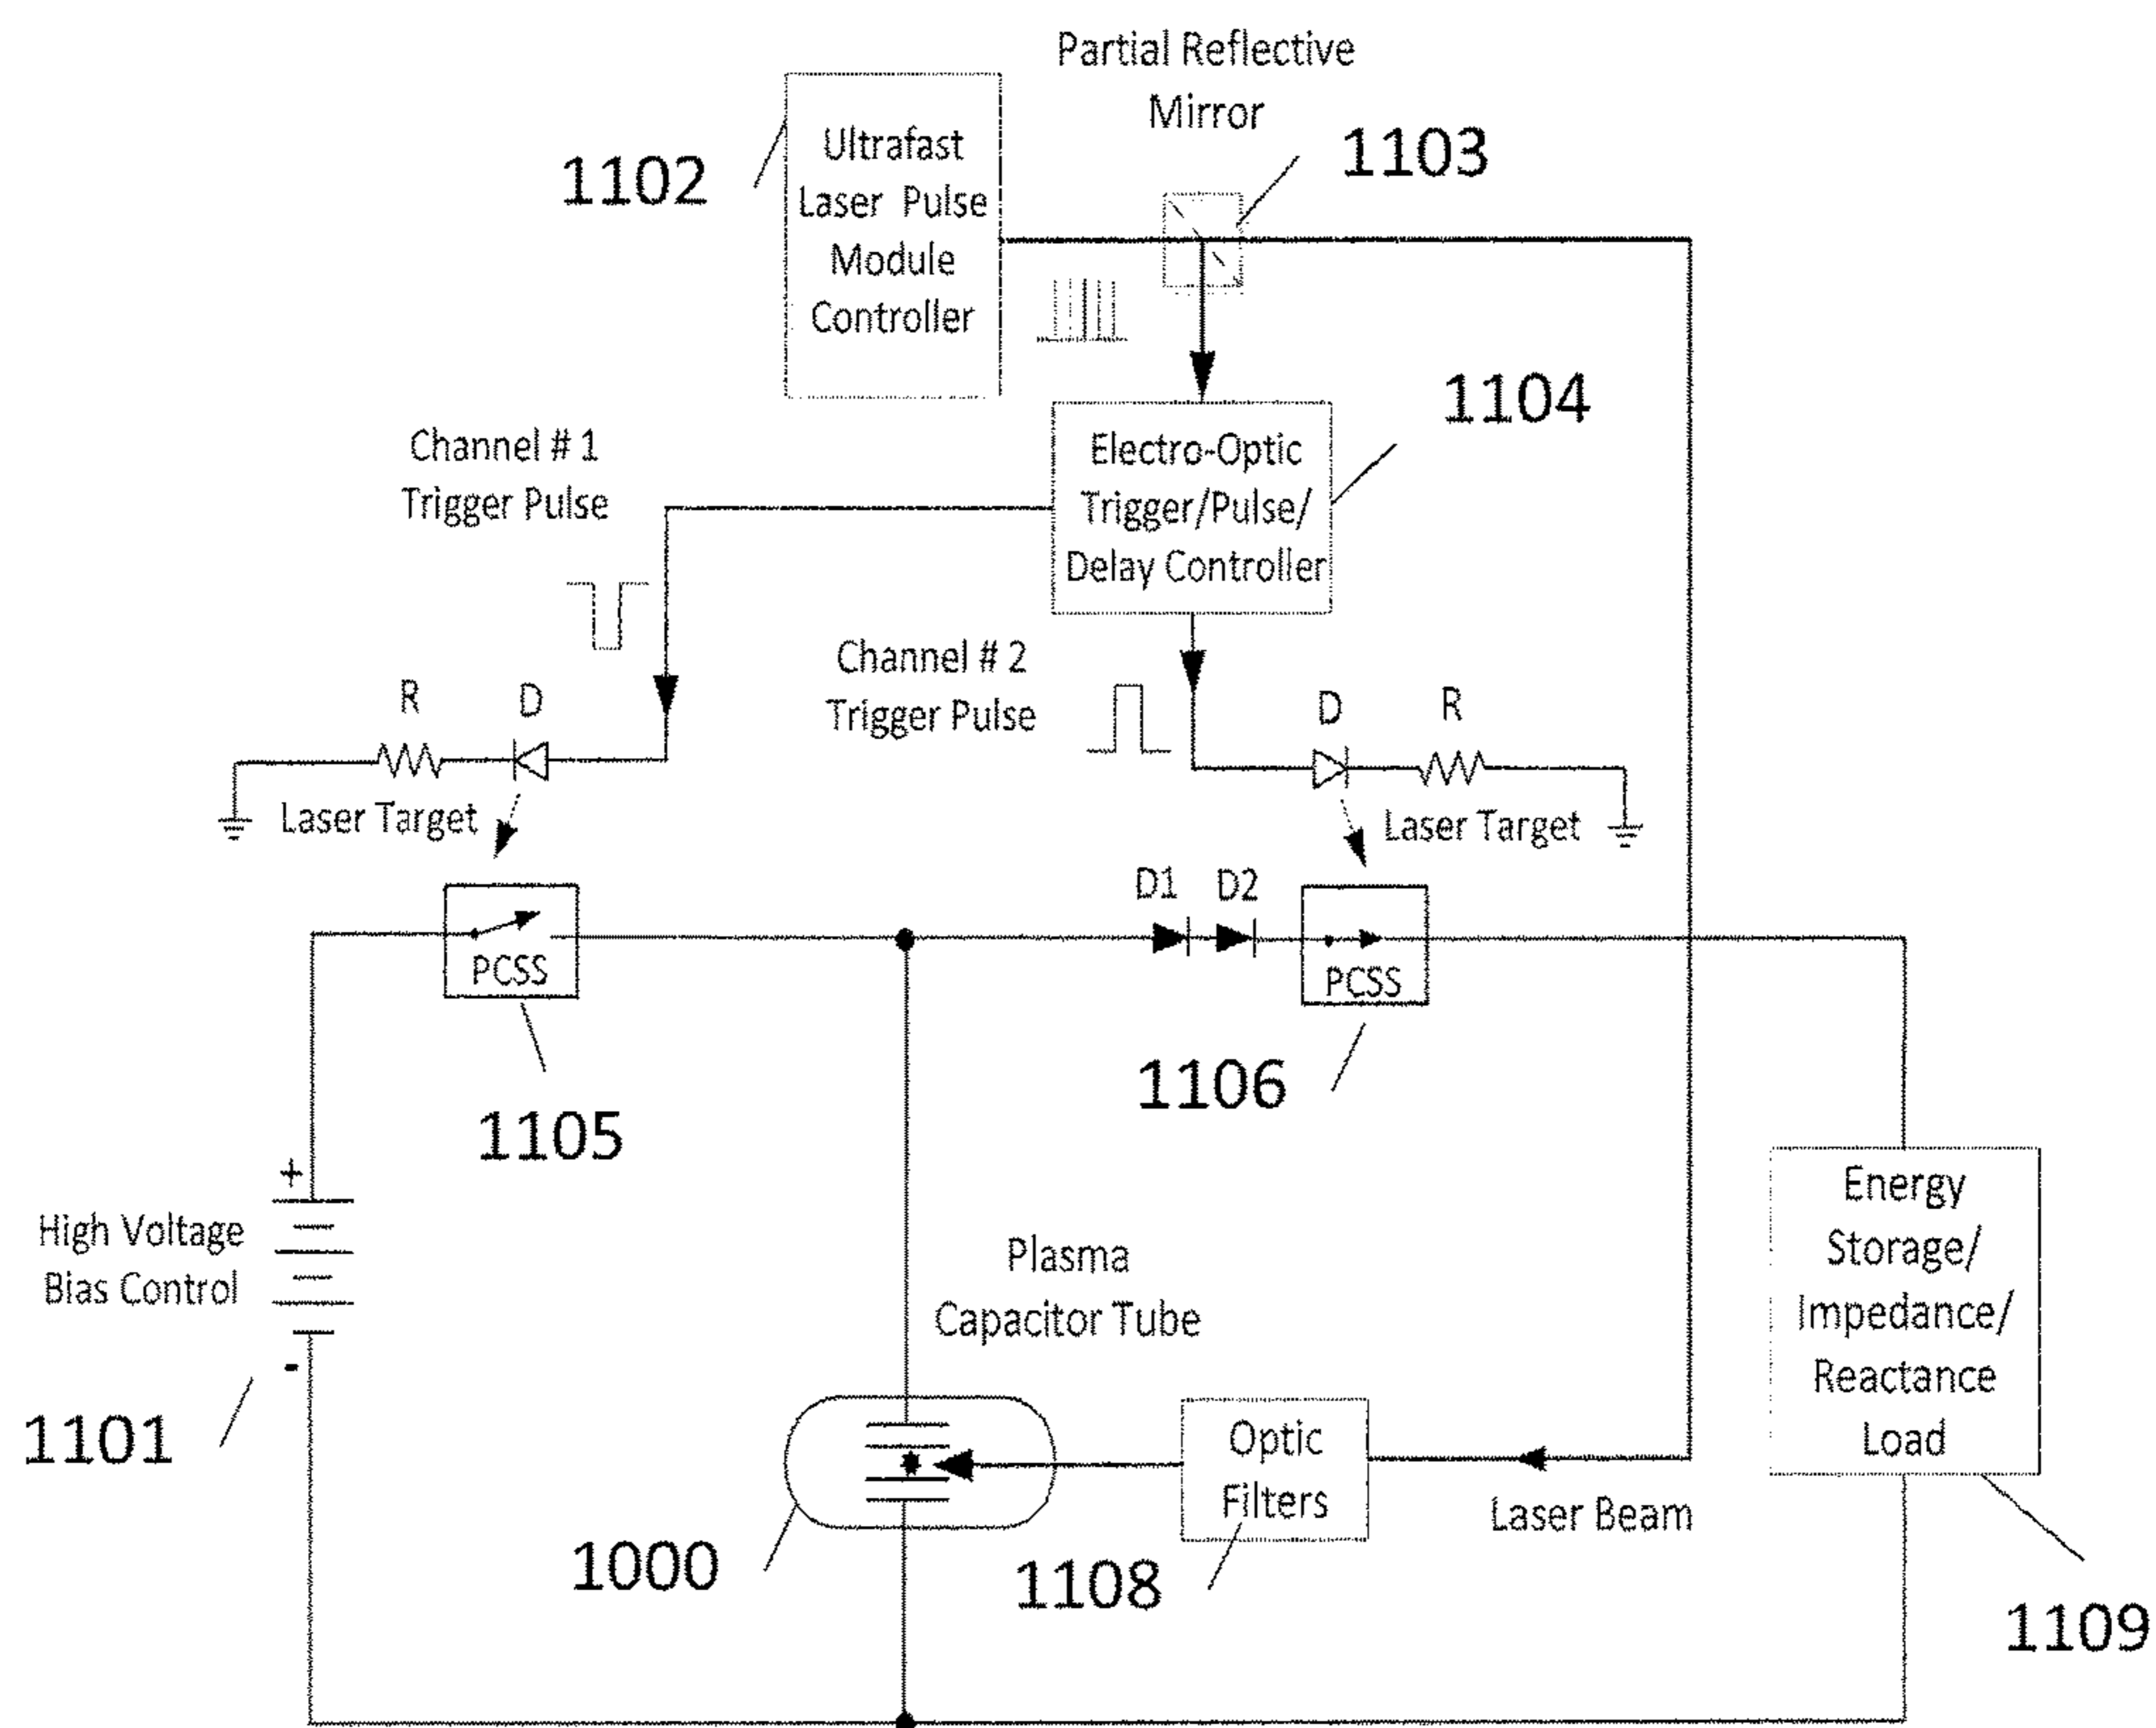 Partial Reflective
Mirror
1103
1102
Ultrafast
Laser Pulse
Module
Controller
1104
Electro-Optic
Trigger/Pulse/
Delay Controller
Channel # 1
Trigger Pulse
Channel # 2
Trigger Pulse
R
D
Laser Target
D
R
Laser Target
PCSS
1105
D1
D2
PCSS
1106
+
High Voltage
Bias Control
-
1101
Plasma
Capacitor Tube
1000
Optic
Filters
1108
Laser Beam
Energy
Storage/
Impedance/
Reactance
Load
1109